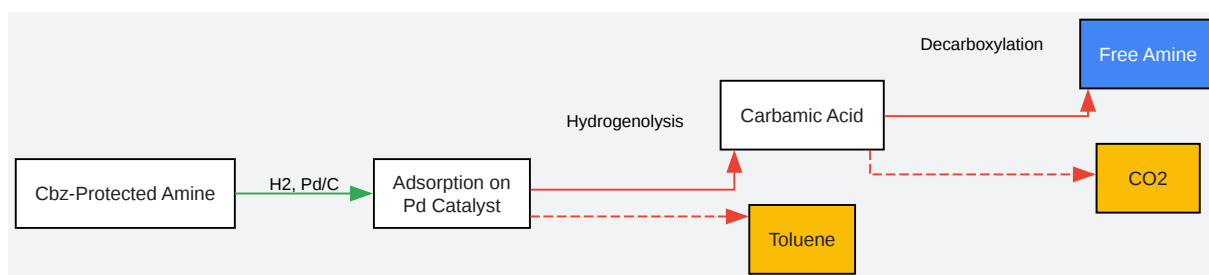 Cbz-Protected Amine
H2, Pd/C
Adsorption on
Pd Catalyst
Hydrogenolysis
Toluene
Carbamic Acid
Decarboxylation
Free Amine
CO2